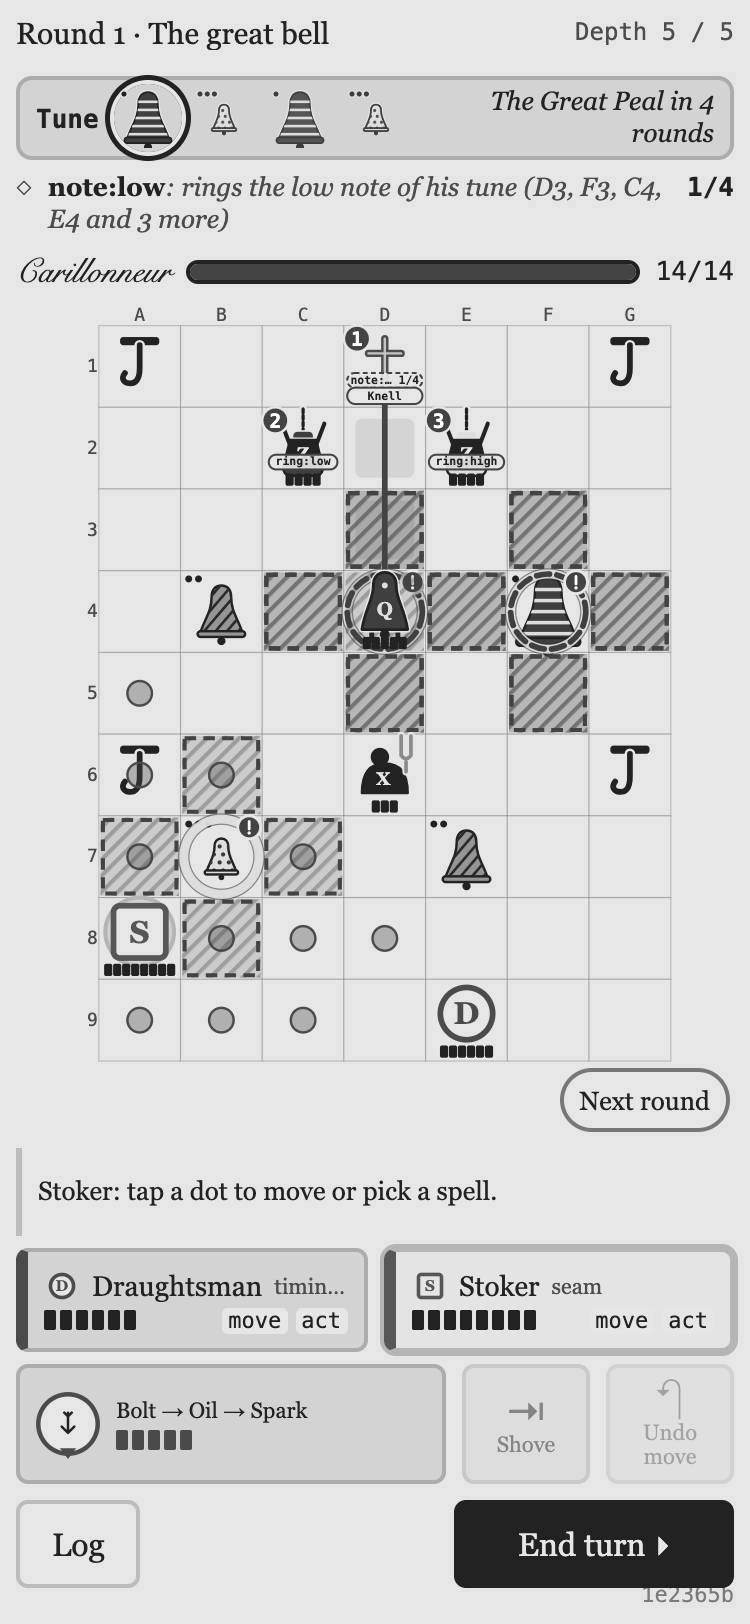 Round 1 · The great bell
Depth 5 / 5
Tune
The Great Peal in 4
rounds
note:low: rings the low note of his tune (D3, F3, C4,
E4 and 3 more)
1/4
Carillonneur
14/14
A B C D E F G
1
J
1
note:… 1/4
Knell
J
2
2
Z
ring:low
3
Z
ring:high
3
4
Q
!
!
5
6
J
X
J
7
!
8
S
9
D
Next round
Stoker: tap a dot to move or pick a spell.
D Draughtsman timin...
move act
S Stoker seam
move act
Bolt → Oil → Spark
Shove
Undo
move
Log
End turn
1e2365b